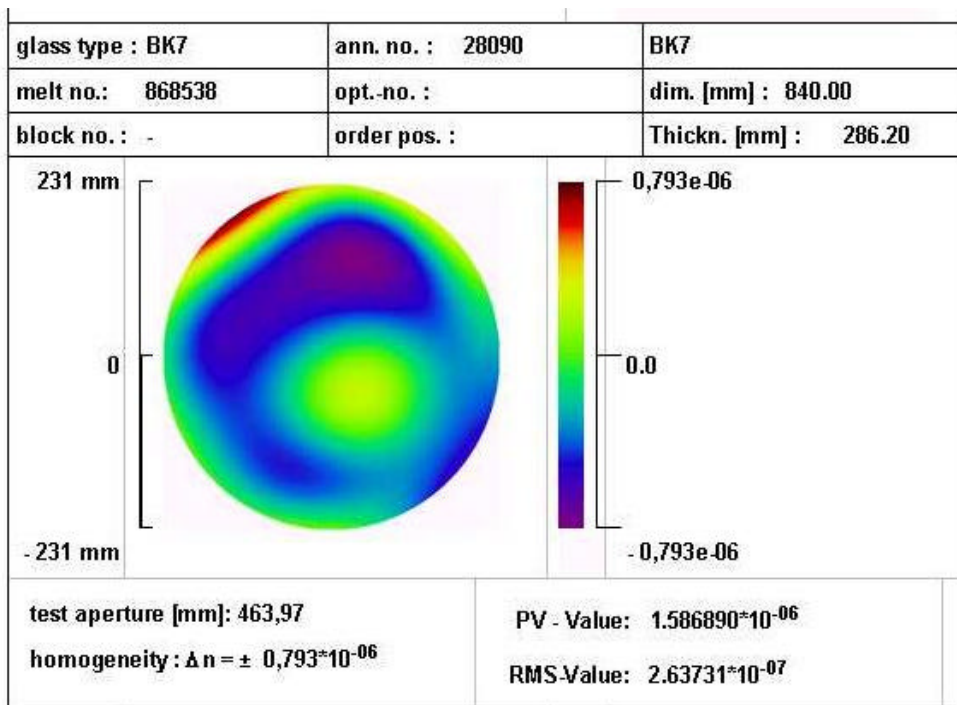 glass type : BK7 ann. no. : 28090 BK7
melt no.: 868538 opt.-no. : dim. [mm] : 840.00
block no. : - order pos. : Thickn. [mm] : 286.20
231 mm 0,793e-06
0 0.0
- 231 mm - 0,793e-06
test aperture [mm]: 463,97 PV - Value: 1.586890*10-06
homogeneity : Δ n = ± 0,793*10-06 RMS-Value: 2.63731*10-07